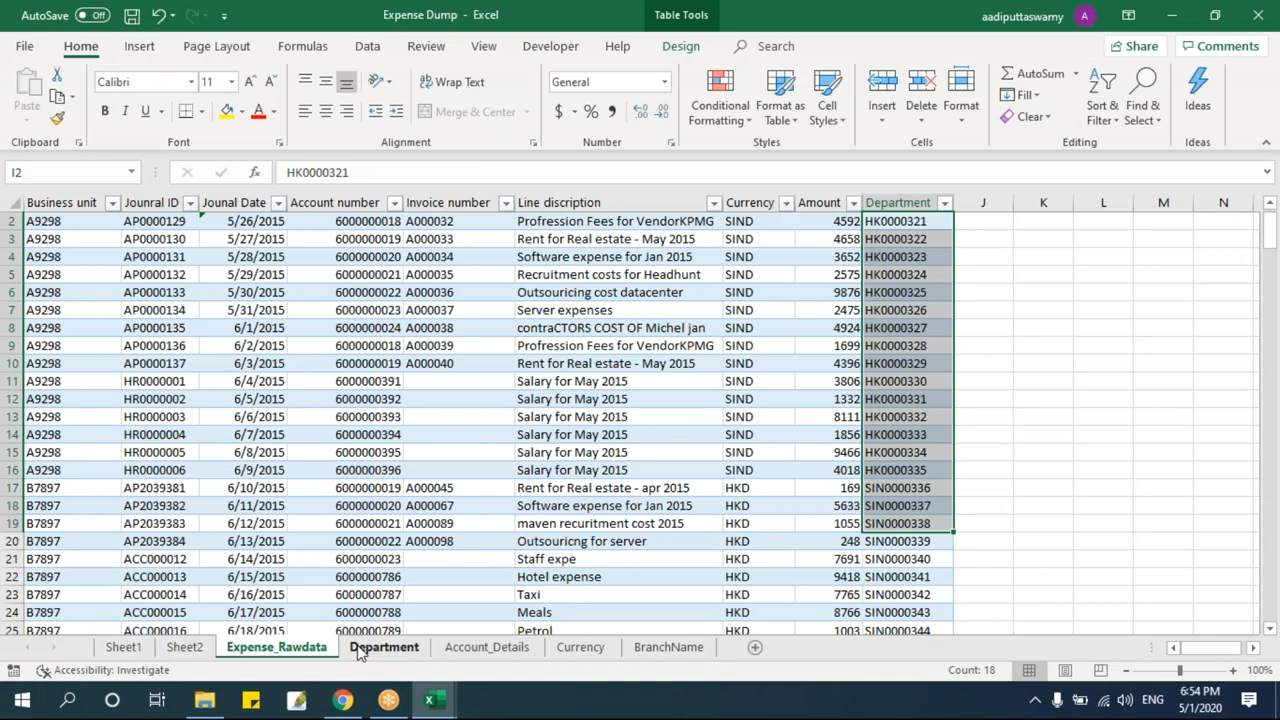 AutoSave Off Expense Dump - Excel Table Tools aadiputtaswamy A
File Home Insert Page Layout Formulas Data Review View Developer Help Design Search Share Comments
Paste Calibri 11 A A Wrap Text General Conditional Formatting Format as Table Cell Styles Insert Delete Format AutoSum Fill Clear Sort & Filter Find & Select Ideas
B I U A Merge & Center $ % ,
Clipboard Font Alignment Number Styles Cells Editing Ideas
I2 fx HK0000321
Business unit Jounral ID Jounal Date Account number Invoice number Line discription Currency Amount Department J K L M N
2 A9298 AP0000129 5/26/2015 6000000018 A000032 Profression Fees for VendorKPMG SIND 4592 HK0000321
3 A9298 AP0000130 5/27/2015 6000000019 A000033 Rent for Real estate - May 2015 SIND 4658 HK0000322
4 A9298 AP0000131 5/28/2015 6000000020 A000034 Software expense for Jan 2015 SIND 3652 HK0000323
5 A9298 AP0000132 5/29/2015 6000000021 A000035 Recruitment costs for Headhunt SIND 2575 HK0000324
6 A9298 AP0000133 5/30/2015 6000000022 A000036 Outsouricing cost datacenter SIND 9876 HK0000325
7 A9298 AP0000134 5/31/2015 6000000023 A000037 Server expenses SIND 2475 HK0000326
8 A9298 AP0000135 6/1/2015 6000000024 A000038 contraCTORS COST OF Michel jan SIND 4924 HK0000327
9 A9298 AP0000136 6/2/2015 6000000018 A000039 Profression Fees for VendorKPMG SIND 1699 HK0000328
10 A9298 AP0000137 6/3/2015 6000000019 A000040 Rent for Real estate - May 2015 SIND 4396 HK0000329
11 A9298 HR0000001 6/4/2015 6000000391 Salary for May 2015 SIND 3806 HK0000330
12 A9298 HR0000002 6/5/2015 6000000392 Salary for May 2015 SIND 1332 HK0000331
13 A9298 HR0000003 6/6/2015 6000000393 Salary for May 2015 SIND 8111 HK0000332
14 A9298 HR0000004 6/7/2015 6000000394 Salary for May 2015 SIND 1856 HK0000333
15 A9298 HR0000005 6/8/2015 6000000395 Salary for May 2015 SIND 9466 HK0000334
16 A9298 HR0000006 6/9/2015 6000000396 Salary for May 2015 SIND 4018 HK0000335
17 B7897 AP2039381 6/10/2015 6000000019 A000045 Rent for Real estate - apr 2015 HKD 169 SIN0000336
18 B7897 AP2039382 6/11/2015 6000000020 A000067 Software expense for Jan 2015 HKD 5633 SIN0000337
19 B7897 AP2039383 6/12/2015 6000000021 A000089 maven recuritment cost 2015 HKD 1055 SIN0000338
20 B7897 AP2039384 6/13/2015 6000000022 A000098 Outsouricng for server HKD 248 SIN0000339
21 B7897 ACC000012 6/14/2015 6000000023 Staff expe HKD 7691 SIN0000340
22 B7897 ACC000013 6/15/2015 6000000786 Hotel expense HKD 9418 SIN0000341
23 B7897 ACC000014 6/16/2015 6000000787 Taxi HKD 7765 SIN0000342
24 B7897 ACC000015 6/17/2015 6000000788 Meals HKD 8766 SIN0000343
25 B7897 ACC000016 6/18/2015 6000000789 Petrol HKD 1003 SIN0000344
Sheet1 Sheet2 Expense_Rawdata Department Account_Details Currency BranchName
Accessibility: Investigate Count: 18 100%
ENG 6:54 PM
5/1/2020